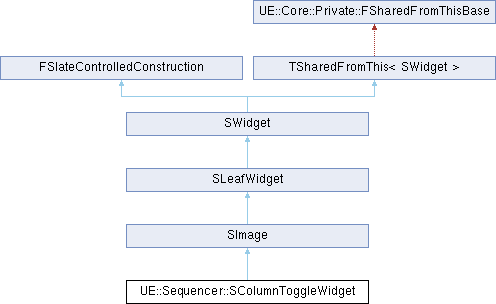 UE::Core::Private::FSharedFromThisBase
FSlateControlledConstruction
TSharedFromThis< SWidget >
SWidget
SLeafWidget
SImage
UE::Sequencer::SColumnToggleWidget